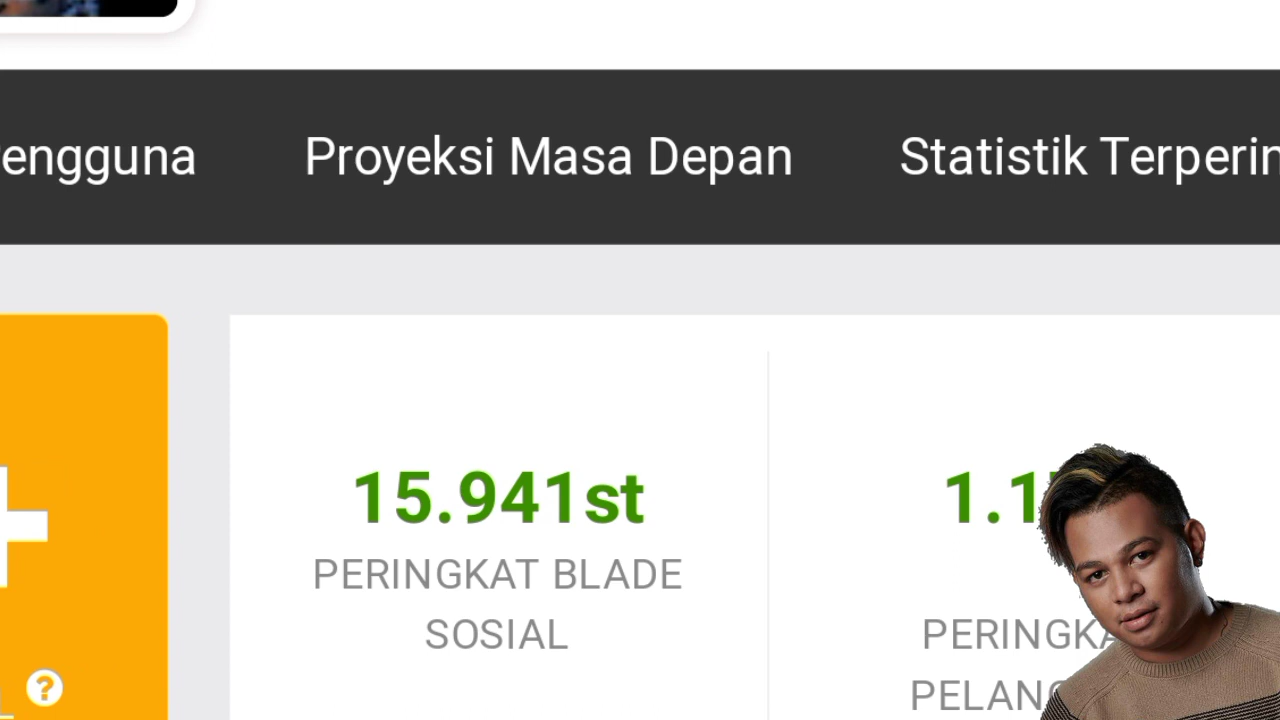 engguna Proyeksi Masa Depan Statistik Terperin
15.941st
PERINGKAT BLADE
SOSIAL
1.1
PERINGKA
PELANG
?